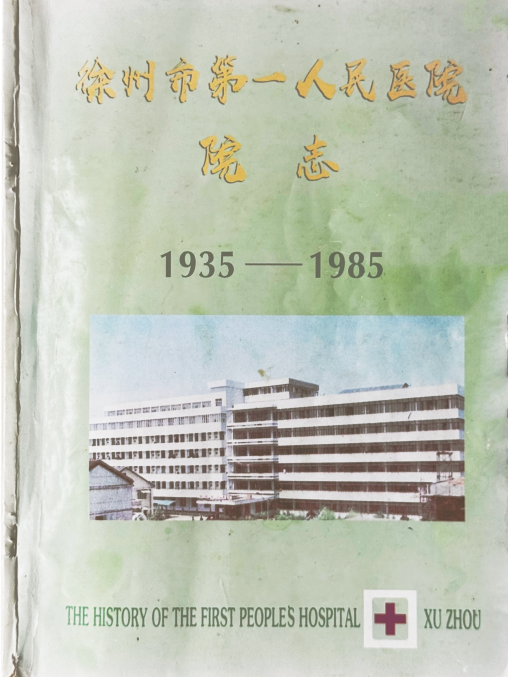 徐州市第一人民医院
院 志
1935——1985
THE HISTORY OF THE FIRST PEOPLE'S HOSPITAL XU ZHOU